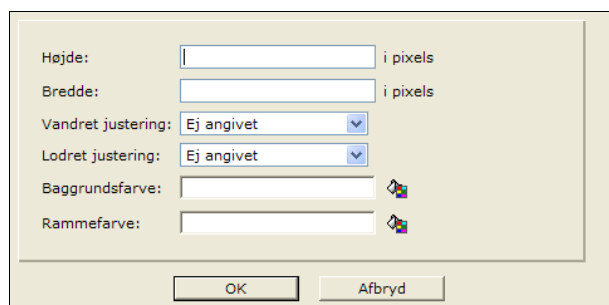 Højde: i pixels
Bredde: i pixels
Vandret justering: Ej angivet
Lodret justering: Ej angivet
Baggrundsfarve:
Rammefarve:
OK Afbryd